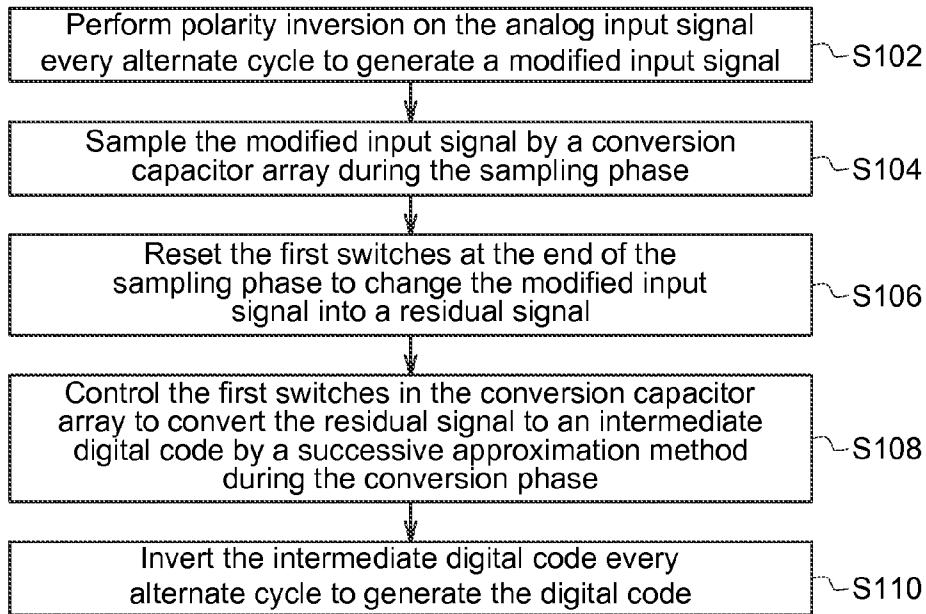 Perform polarity inversion on the analog input signal
every alternate cycle to generate a modified input signal
S102
Sample the modified input signal by a conversion
capacitor array during the sampling phase
S104
Reset the first switches at the end of the
sampling phase to change the modified input
signal into a residual signal
S106
Control the first switches in the conversion capacitor
array to convert the residual signal to an intermediate
digital code by a successive approximation method
during the conversion phase
S108
Invert the intermediate digital code every
alternate cycle to generate the digital code
S110